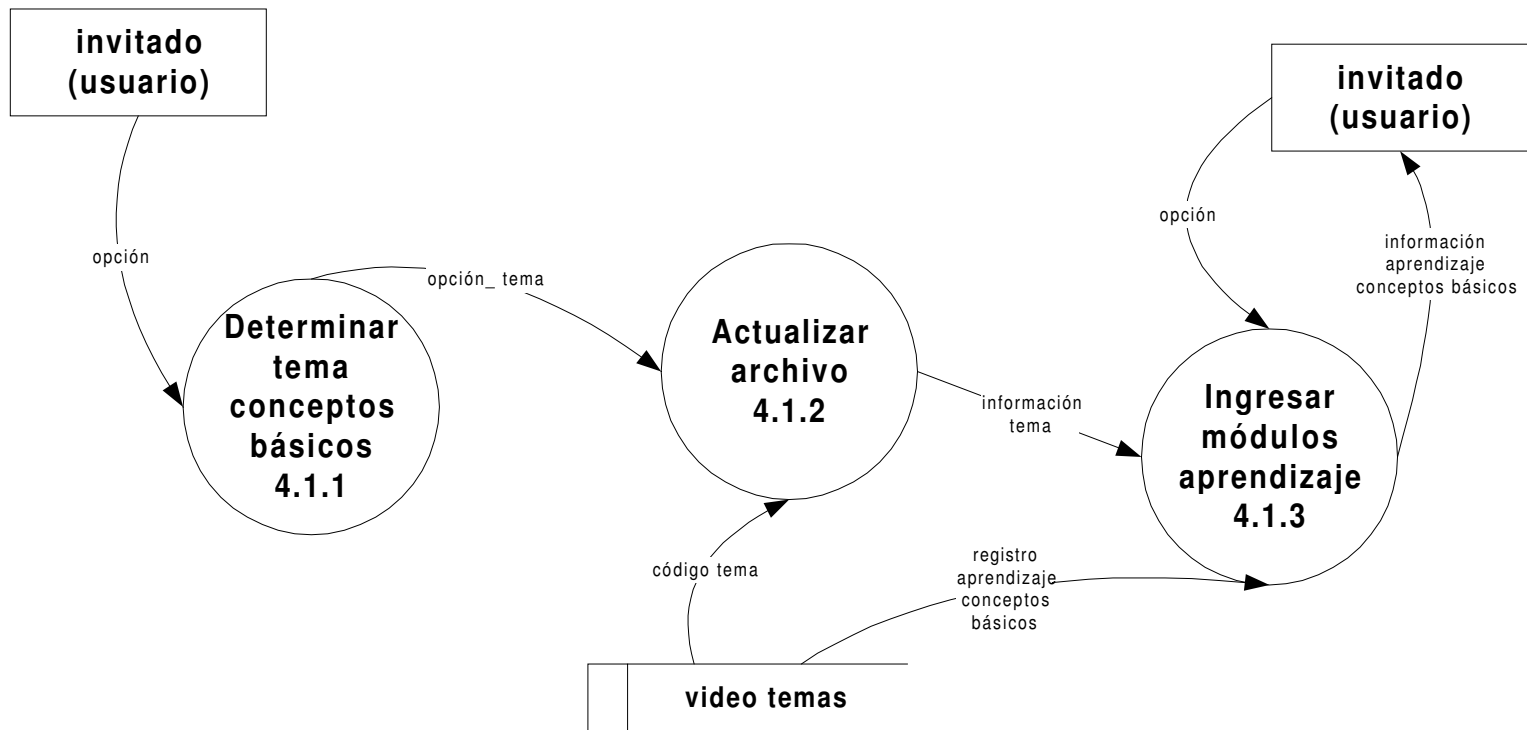 invitado
(usuario)
invitado
(usuario)
opción
opción
información
aprendizaje
conceptos básicos
opción_ tema
Determinar
tema
conceptos
básicos
4.1.1
Actualizar
archivo
4.1.2
información
tema
Ingresar
módulos
aprendizaje
4.1.3
código tema
registro
aprendizaje
conceptos
básicos
video temas